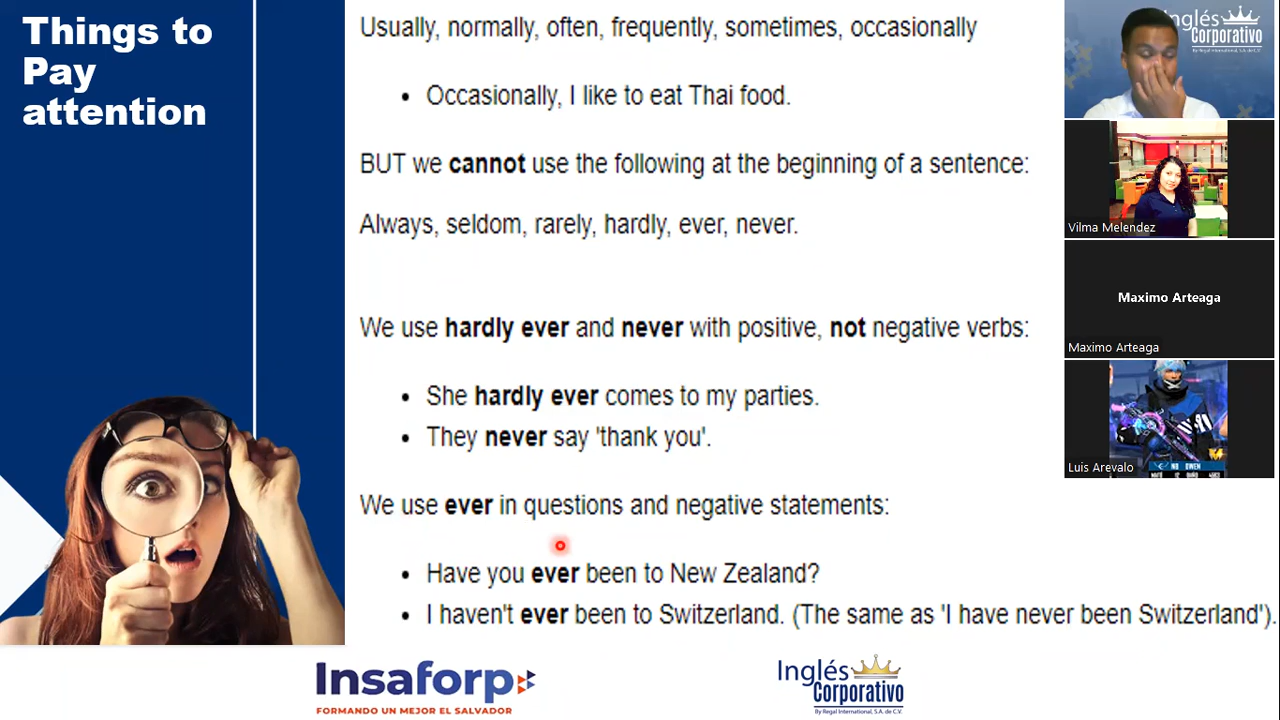 Things to
Pay
attention
Usually, normally, often, frequently, sometimes, occasionally
• Occasionally, I like to eat Thai food.
BUT we cannot use the following at the beginning of a sentence:
Always, seldom, rarely, hardly, ever, never.
We use hardly ever and never with positive, not negative verbs:
• She hardly ever comes to my parties.
• They never say 'thank you'.
We use ever in questions and negative statements:
• Have you ever been to New Zealand?
• I haven't ever been to Switzerland. (The same as 'I have never been Switzerland').
Insaforp
FORMANDO UN MEJOR EL SALVADOR
Inglés
Corporativo
By Regal International, S.A. de C.V.
Inglés
Corporativo
By Regal International, S.A. de C.V.
Vilma Melendez
Maximo Arteaga
Maximo Arteaga
Luis Arevalo